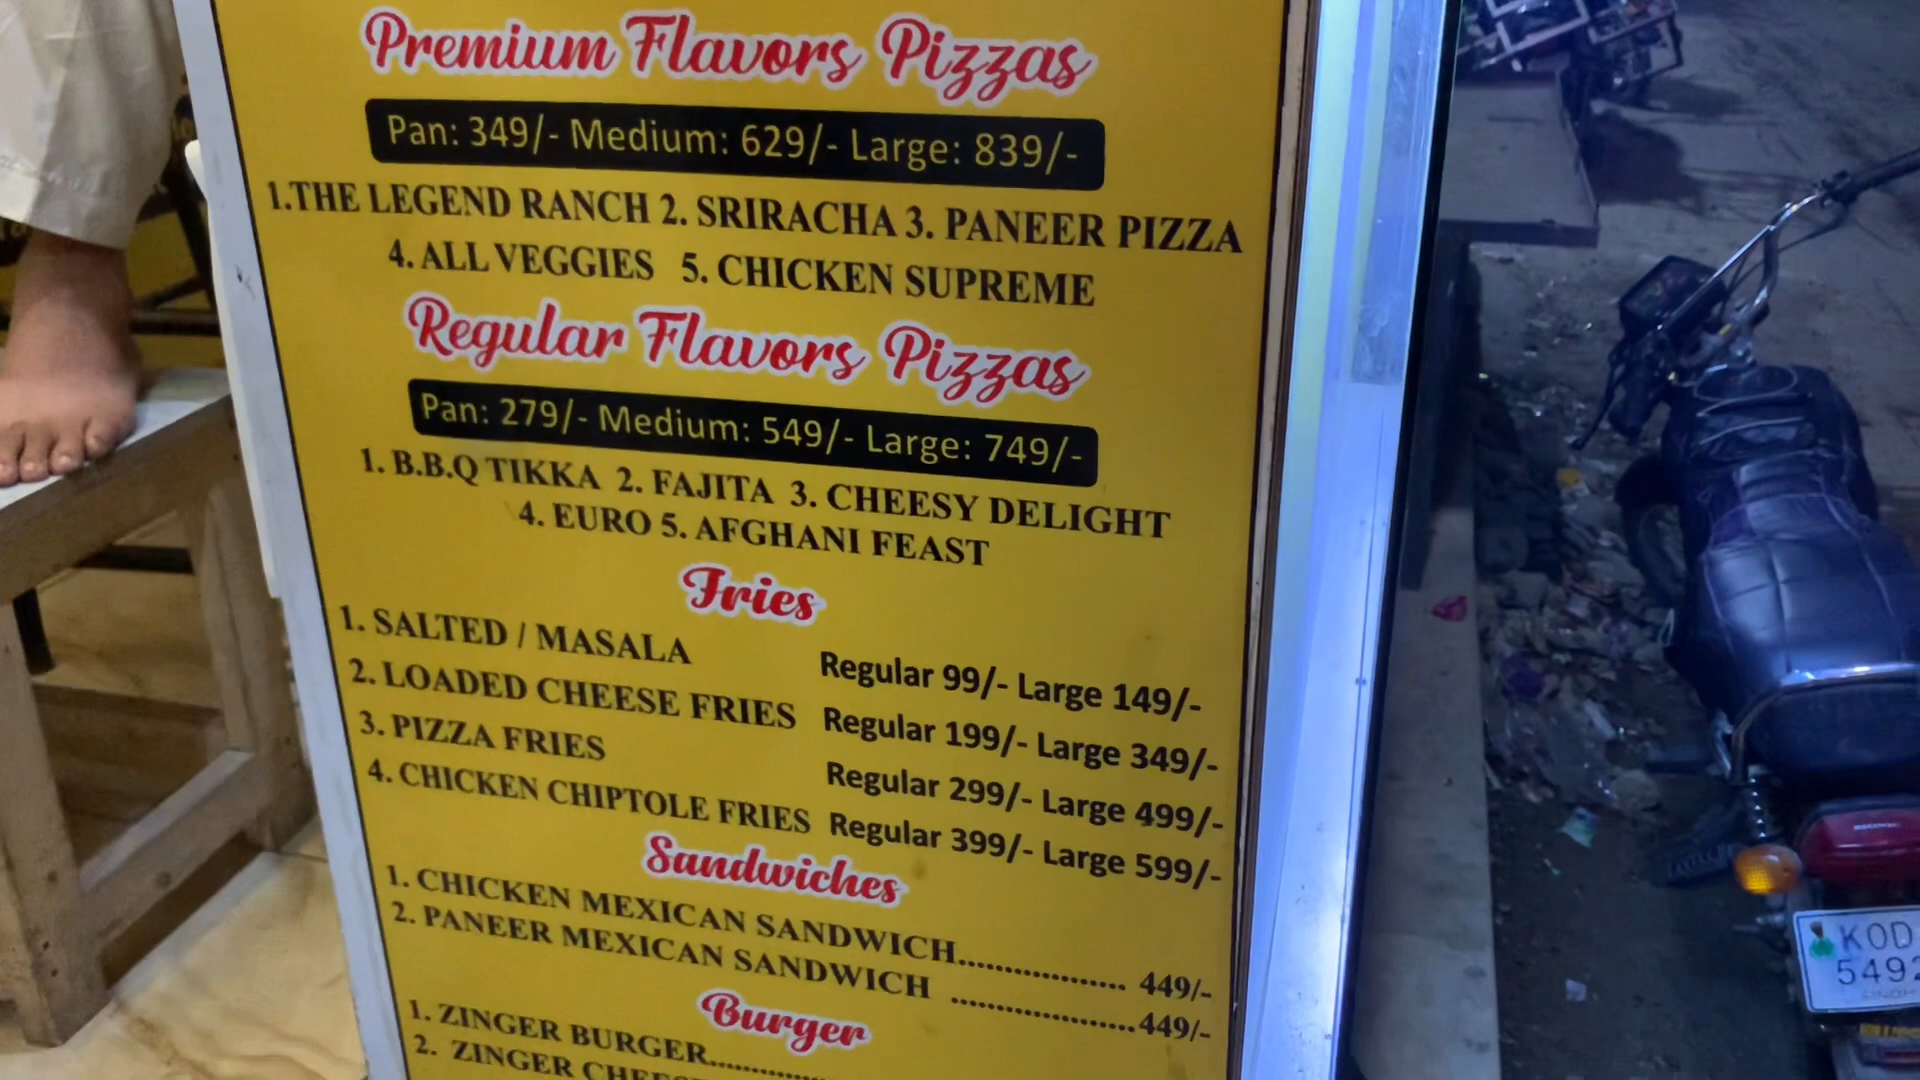 Premium Flavors Pizzas
Pan: 349/- Medium: 629/- Large: 839/-
1.THE LEGEND RANCH 2. SRIRACHA 3. PANEER PIZZA
4. ALL VEGGIES 5. CHICKEN SUPREME
Regular Flavors Pizzas
Pan: 279/- Medium: 549/- Large: 749/-
1. B.B.Q TIKKA 2. FAJITA 3. CHEESY DELIGHT
4. EURO 5. AFGHANI FEAST
Fries
1. SALTED / MASALA Regular 99/- Large 149/-
2. LOADED CHEESE FRIES Regular 199/- Large 349/-
3. PIZZA FRIES Regular 299/- Large 499/-
4. CHICKEN CHIPTOLE FRIES Regular 399/- Large 599/-
Sandwiches
1. CHICKEN MEXICAN SANDWICH.................. 449/-
2. PANEER MEXICAN SANDWICH ................... 449/-
Burger
1. ZINGER BURGER............
2. ZINGER
KOD
549